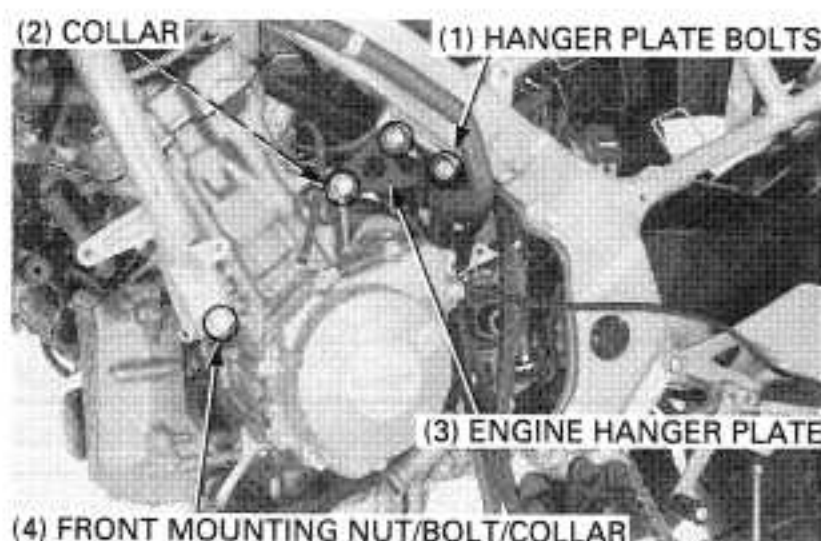 (2) COLLAR
(1) HANGER PLATE BOLTS
(3) ENGINE HANGER PLATE
(4) FRONT MOUNTING NUT/BOLT/COLLAR